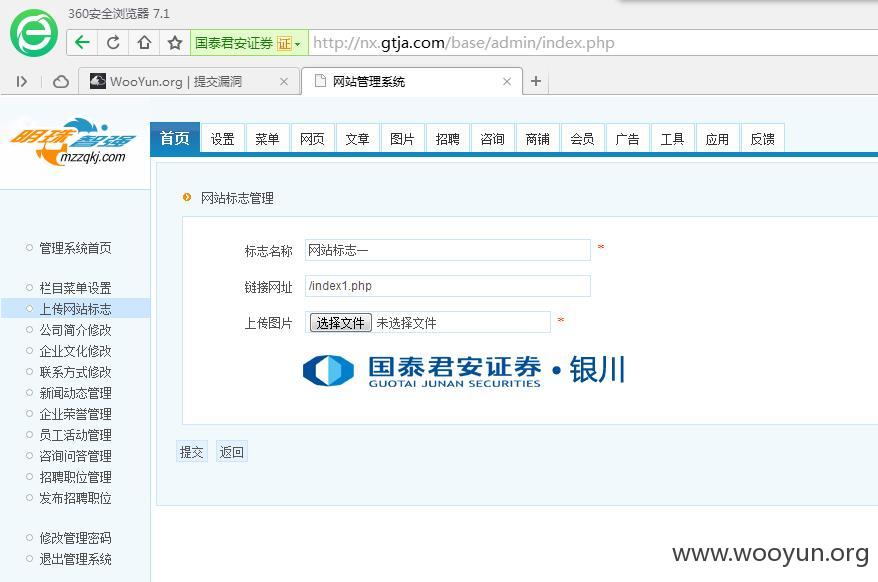 360安全浏览器 7.1
国泰君安证券 证 http://nx.gtja.com/base/admin/index.php
WooYun.org | 提交漏洞 × 网站管理系统 × +
明珠智强
mzzqkj.com
首页 设置 菜单 网页 文章 图片 招聘 咨询 商铺 会员 广告 工具 应用 反馈
网站标志管理
标志名称 网站标志一 *
链接网址 /index1.php
上传图片 选择文件 未选择文件 *
国泰君安证券·银川
GUOTAI JUNAN SECURITIES
提交 返回
管理系统首页
栏目菜单设置
上传网站标志
公司简介修改
企业文化修改
联系方式修改
新闻动态管理
企业荣誉管理
员工活动管理
咨询问答管理
招聘职位管理
发布招聘职位
修改管理密码
退出管理系统
www.wooyun.org